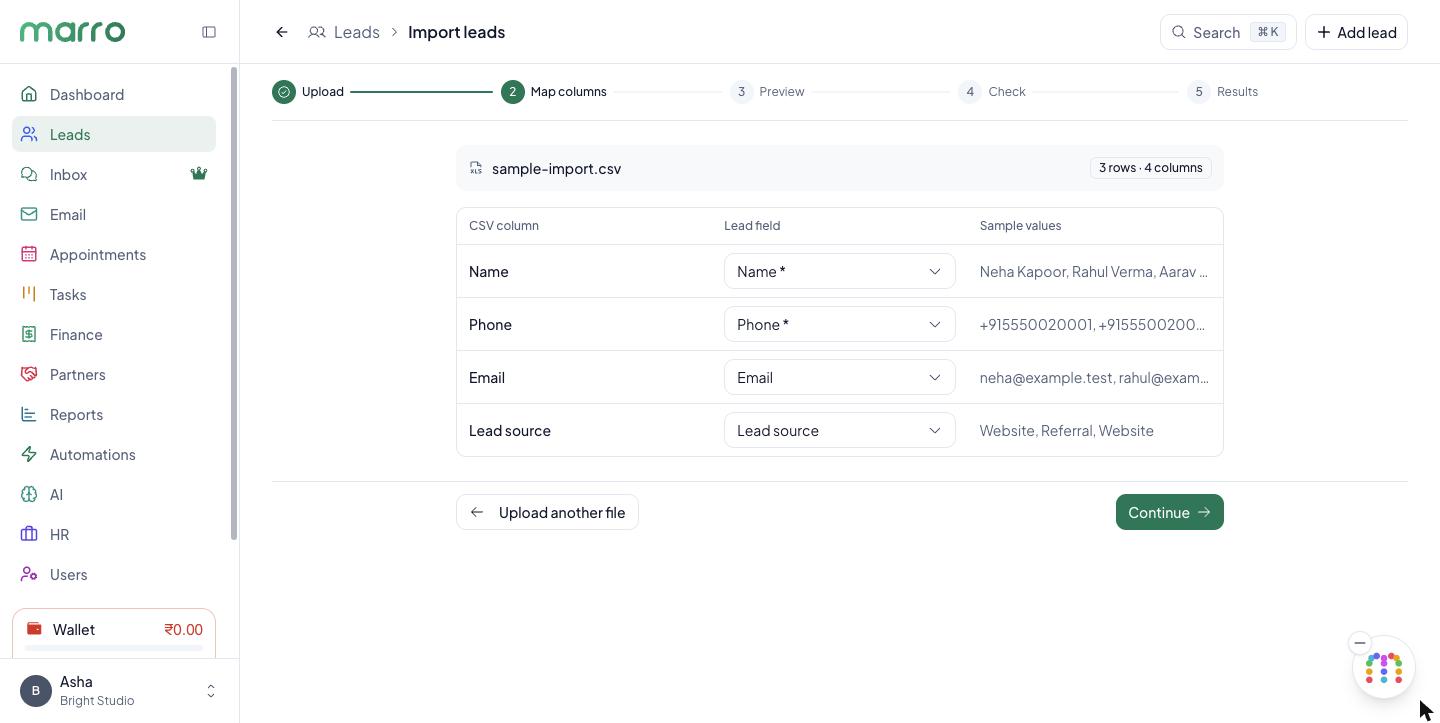 marro
Leads
Import leads
Search
⌘ K
Add lead
Upload
2
Map columns
3
Preview
4
Check
5
Results
Dashboard
Leads
Inbox
Email
Appointments
Tasks
Finance
Partners
Reports
Automations
AI
HR
Users
Wallet
₹0.00
B
Asha
Bright Studio
XLS
sample-import.csv
3 rows · 4 columns
CSV column
Lead field
Sample values
Name
Name *
Neha Kapoor, Rahul Verma, Aarav ...
Phone
Phone *
+915550020001, +9155500200...
Email
Email
neha@example.test, rahul@exam...
Lead source
Lead source
Website, Referral, Website
Upload another file
Continue